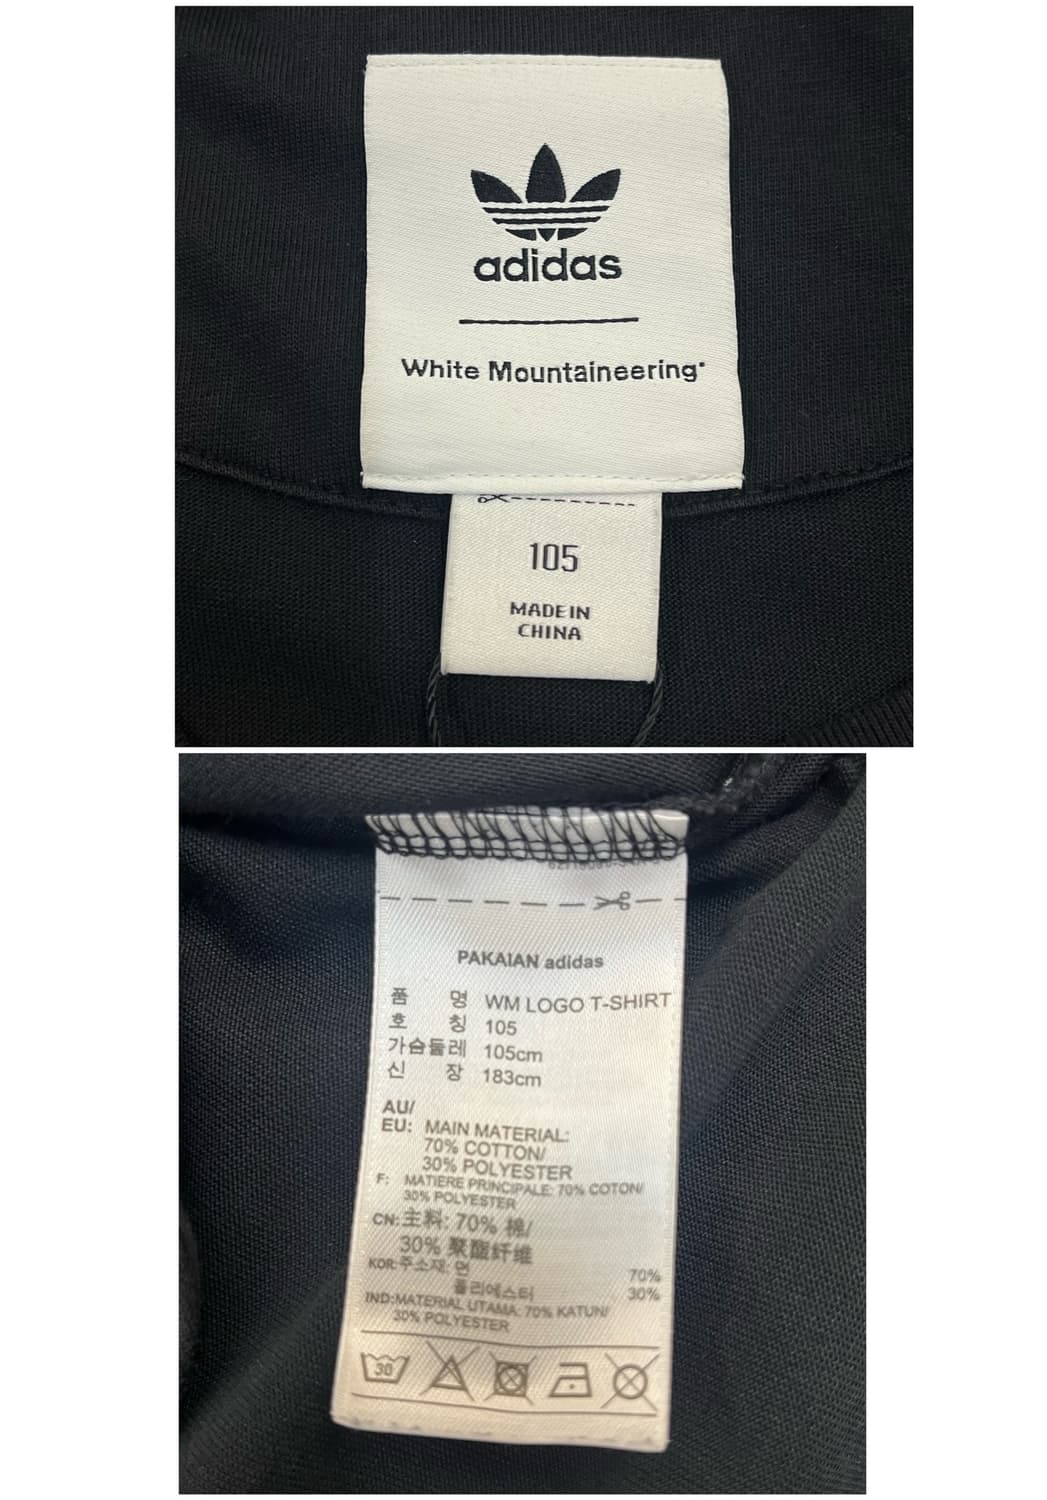 adidas
White Mountaineering
105
MADE IN
CHINA
PAKAIAN adidas
품 명 WM LOGO T-SHIRT
호 칭 105
가슴둘레 105cm
신 장 183cm
AU/
EU: MAIN MATERIAL:
70% COTTON/
30% POLYESTER
F: MATIERE PRINCIPALE: 70% COTON/
30% POLYESTER
CN:主料: 70% 棉/
30% 聚酯纤维
KOR:주소재: 면 70%
폴리에스터 30%
IND:MATERIAL UTAMA: 70% KATUN/
30% POLYESTER
30